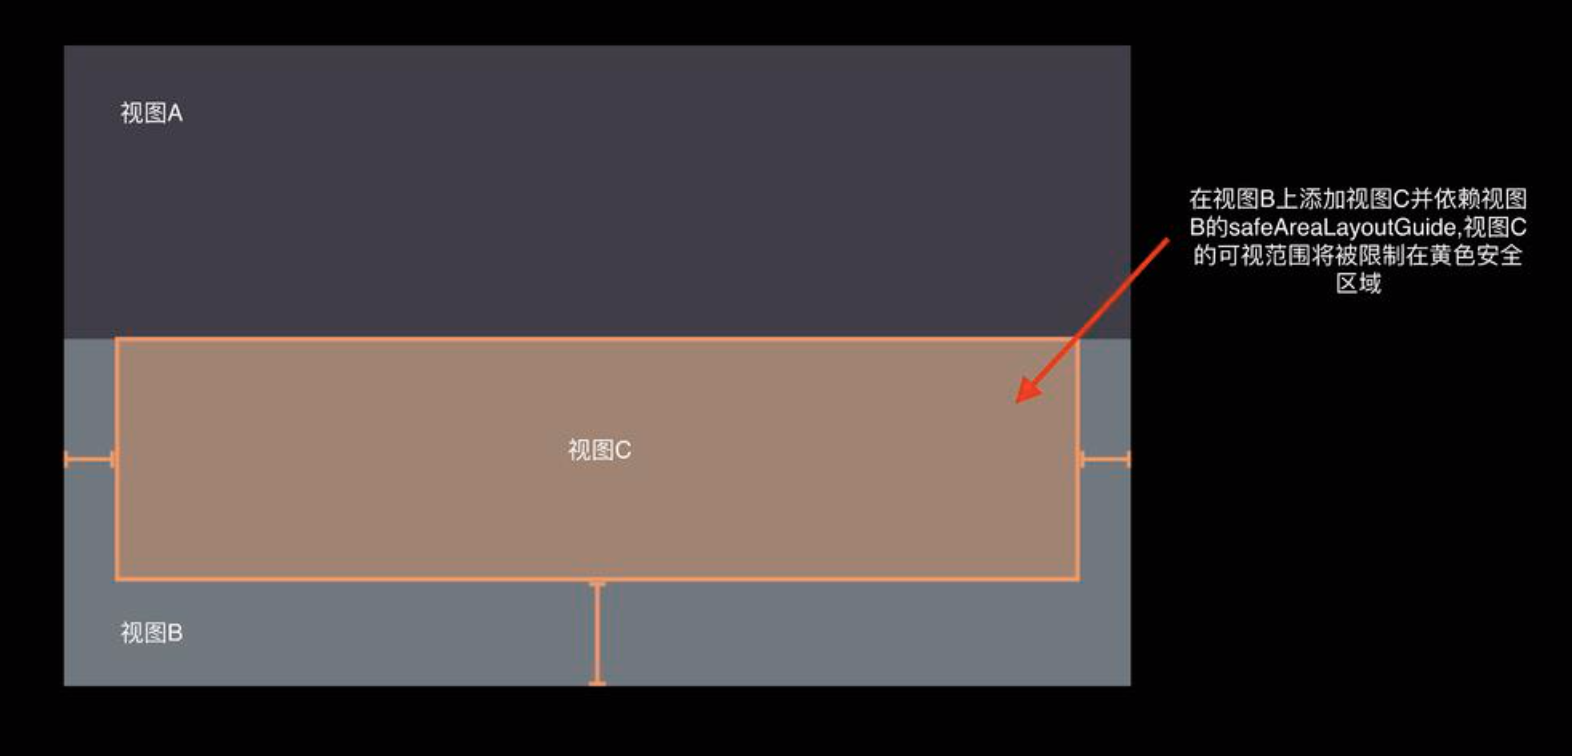 视图A
在视图B上添加视图C并依赖视图
B的safeAreaLayoutGuide,视图C
的可视范围将被限制在黄色安全
区域
视图C
视图B